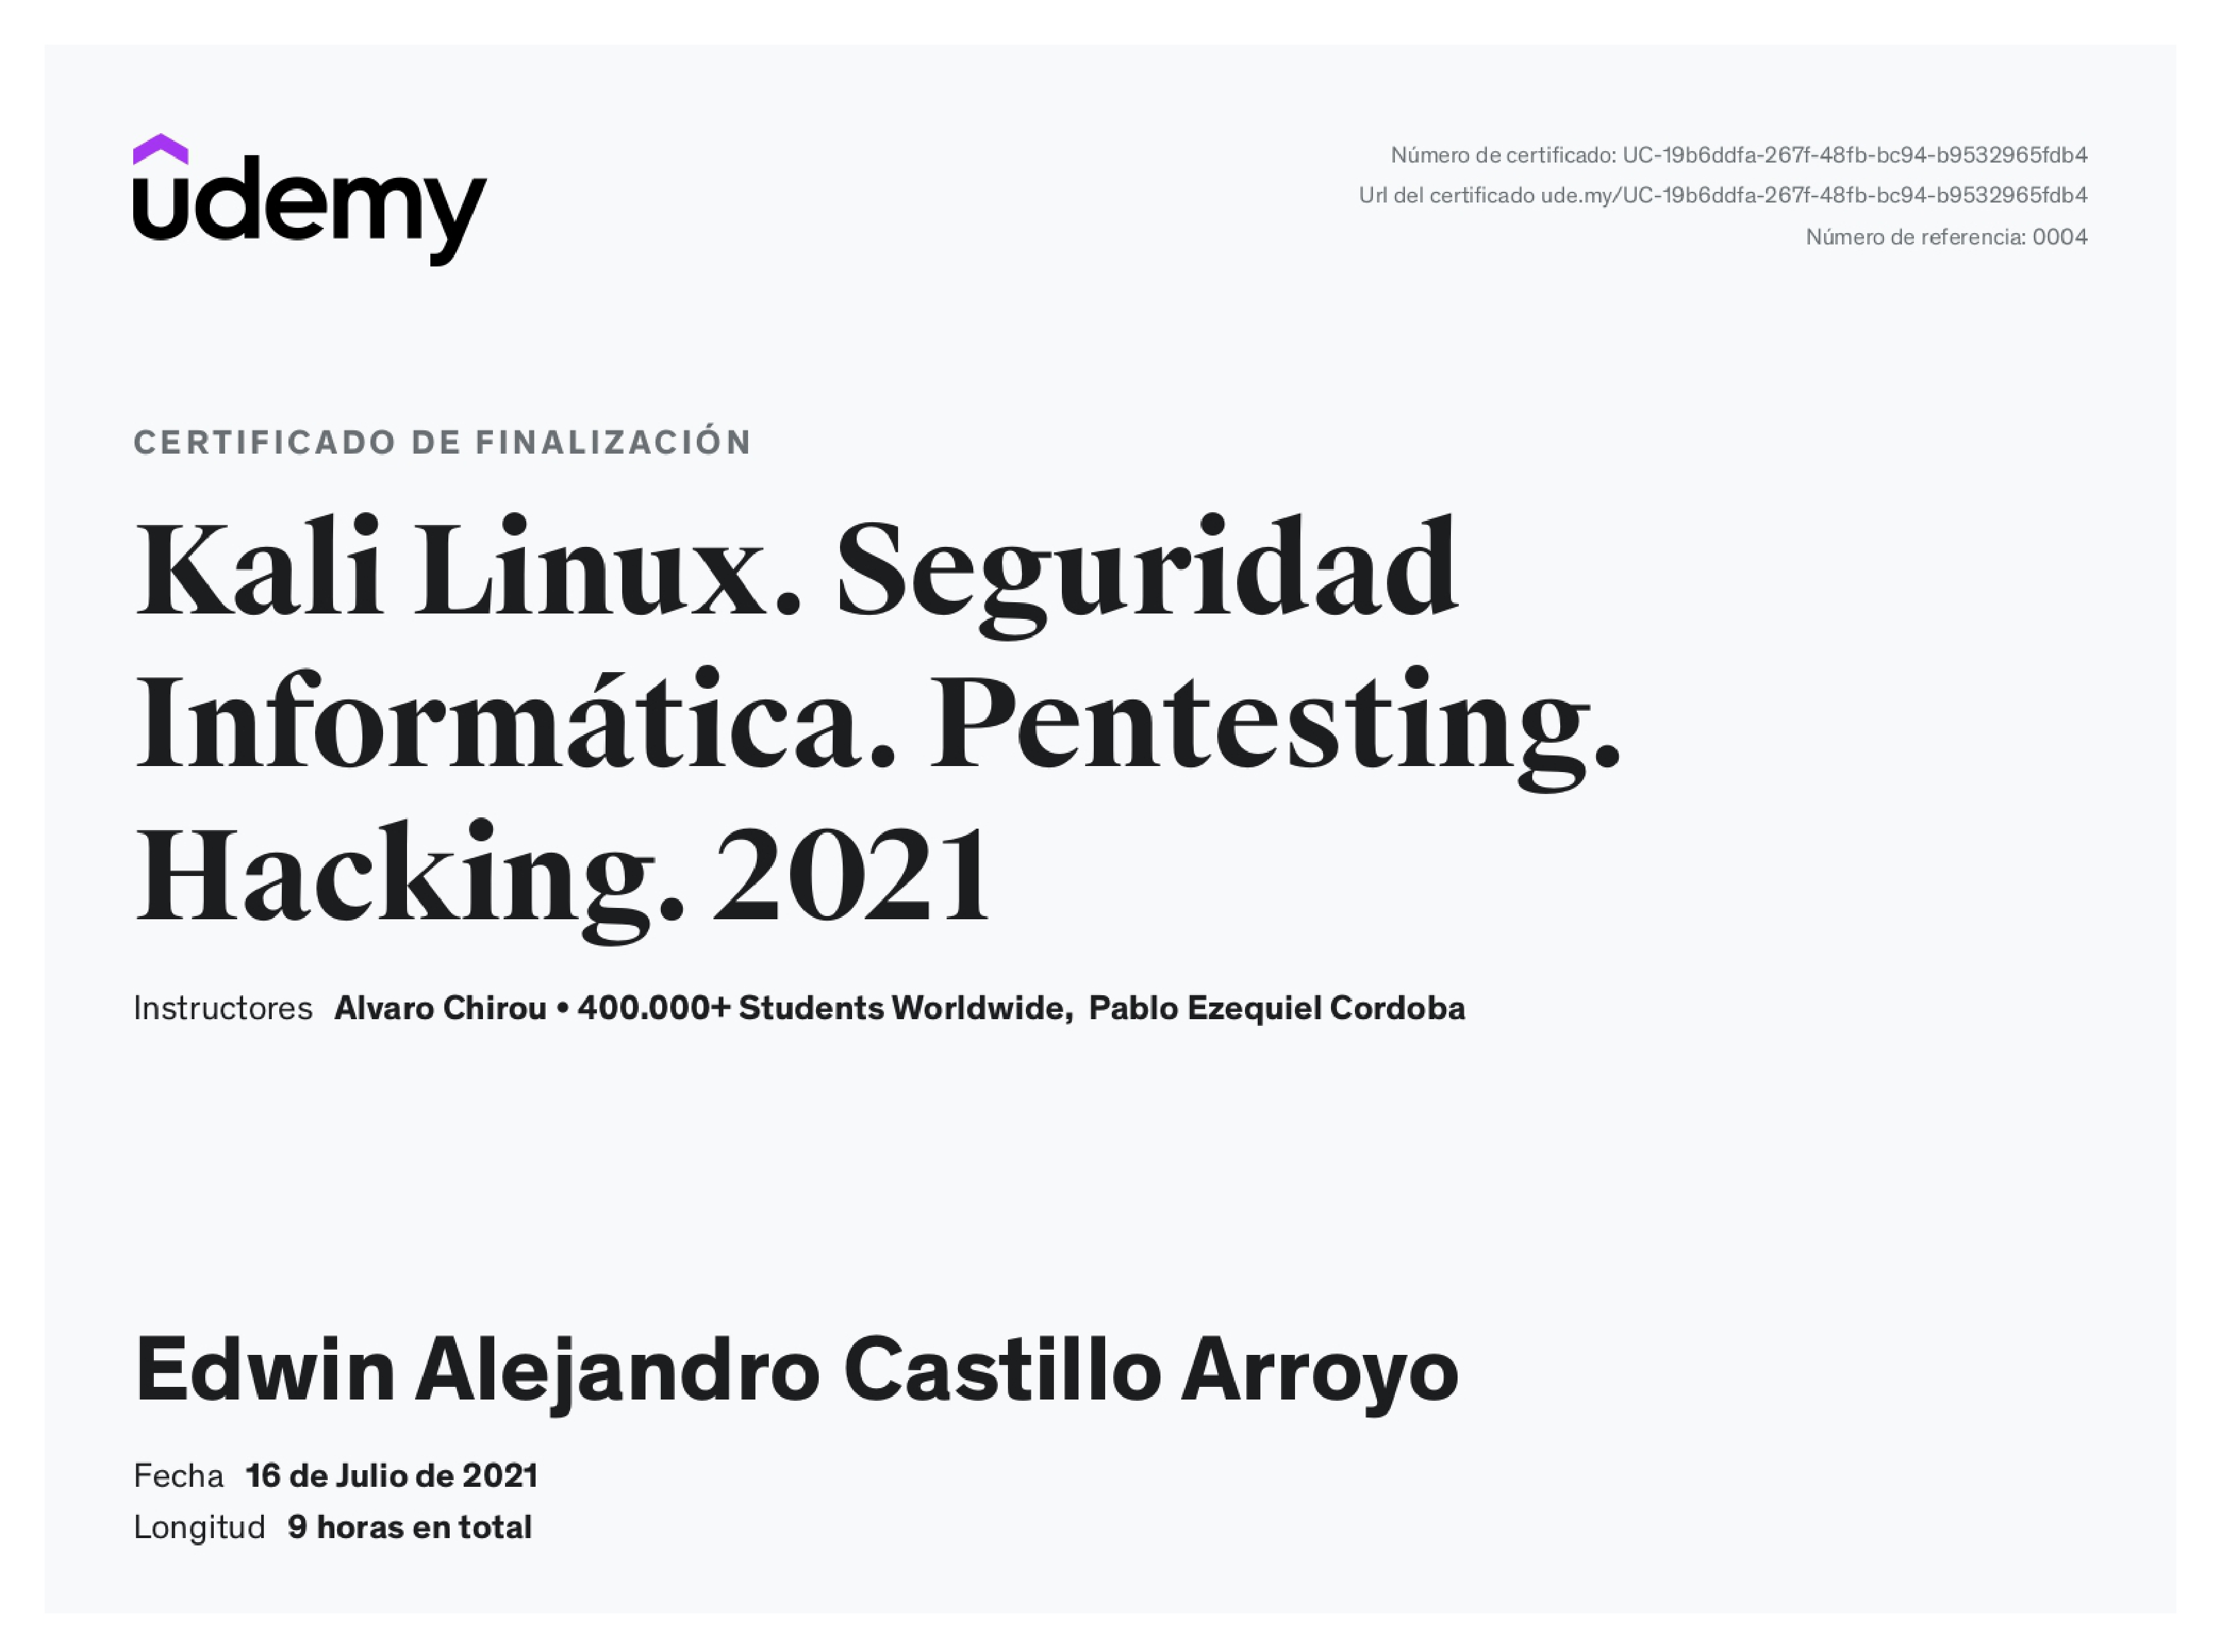 udemy
Número de certificado: UC-19b6ddfa-267f-48fb-bc94-b9532965fdb4
Url del certificado ude.my/UC-19b6ddfa-267f-48fb-bc94-b9532965fdb4
Número de referencia: 0004
CERTIFICADO DE FINALIZACIÓN
Kali Linux. Seguridad
Informática. Pentesting.
Hacking. 2021
Instructores Alvaro Chirou • 400.000+ Students Worldwide, Pablo Ezequiel Cordoba
Edwin Alejandro Castillo Arroyo
Fecha 16 de Julio de 2021
Longitud 9 horas en total